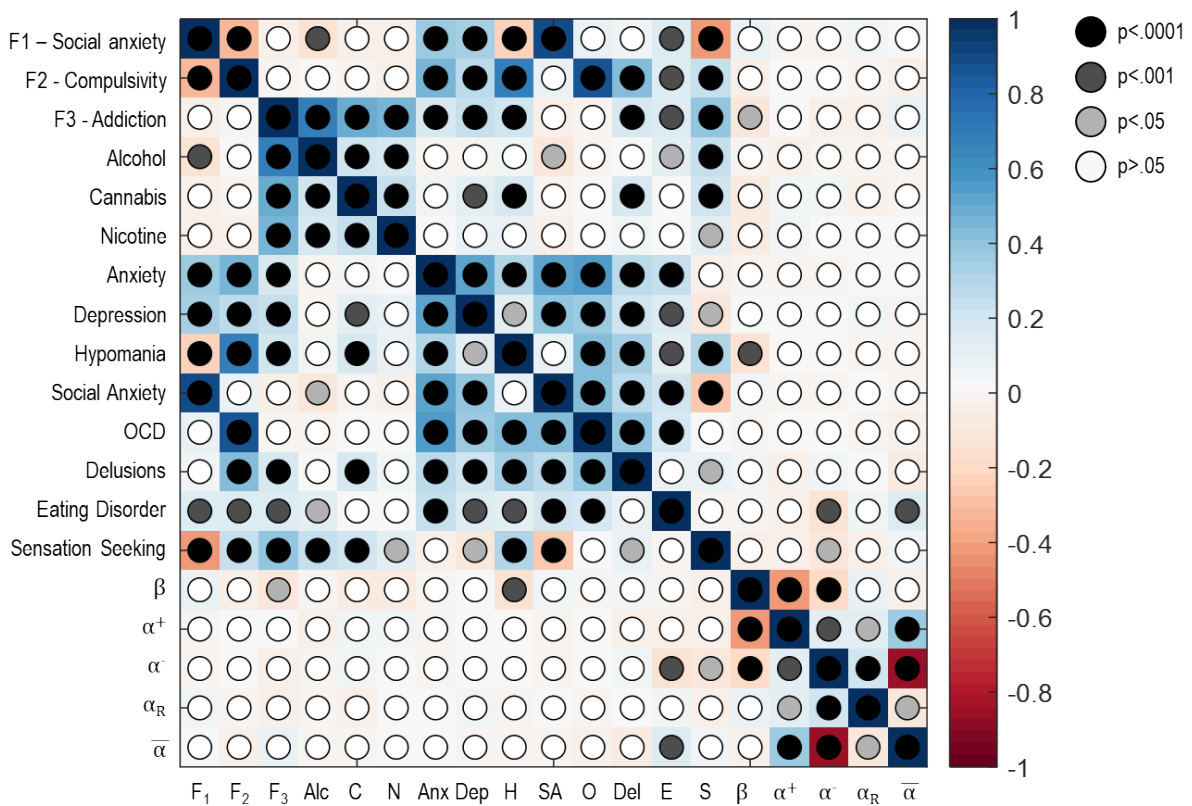 F1 – Social anxiety
F2 - Compulsivity
F3 - Addiction
Alcohol
Cannabis
Nicotine
Anxiety
Depression
Hypomania
Social Anxiety
OCD
Delusions
Eating Disorder
Sensation Seeking
β
α⁺
α⁻
α_R
α̅
F₁ F₂ F₃ Alc C N Anx Dep H SA O Del E S β α⁺ α⁻ α_R α̅
1
0.8
0.6
0.4
0.2
0
-0.2
-0.4
-0.6
-0.8
-1
p<.0001
p<.001
p<.05
p>.05